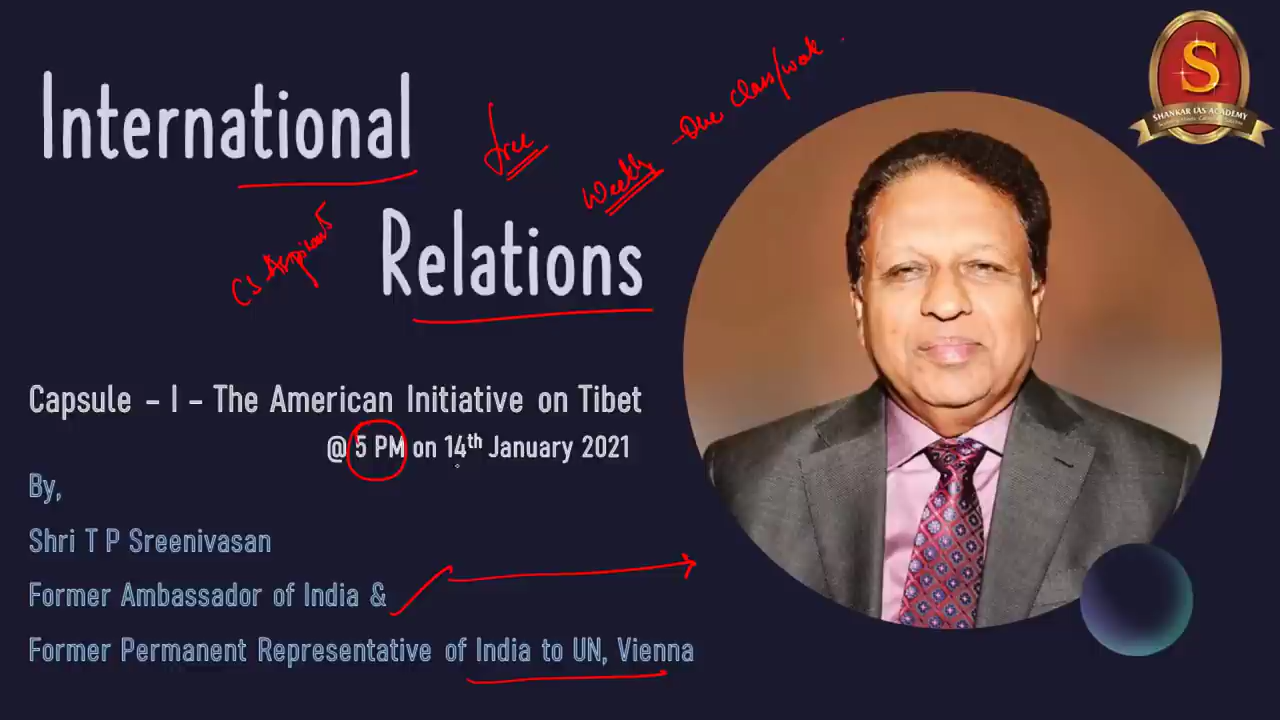 International
free
Weekly - One class/week.
CS Aspirants
Relations
SHANKAR IAS ACADEMY
Capsule – I – The American Initiative on Tibet
@ 5 PM on 14th January 2021
By,
Shri T P Sreenivasan
Former Ambassador of India &
Former Permanent Representative of India to UN, Vienna